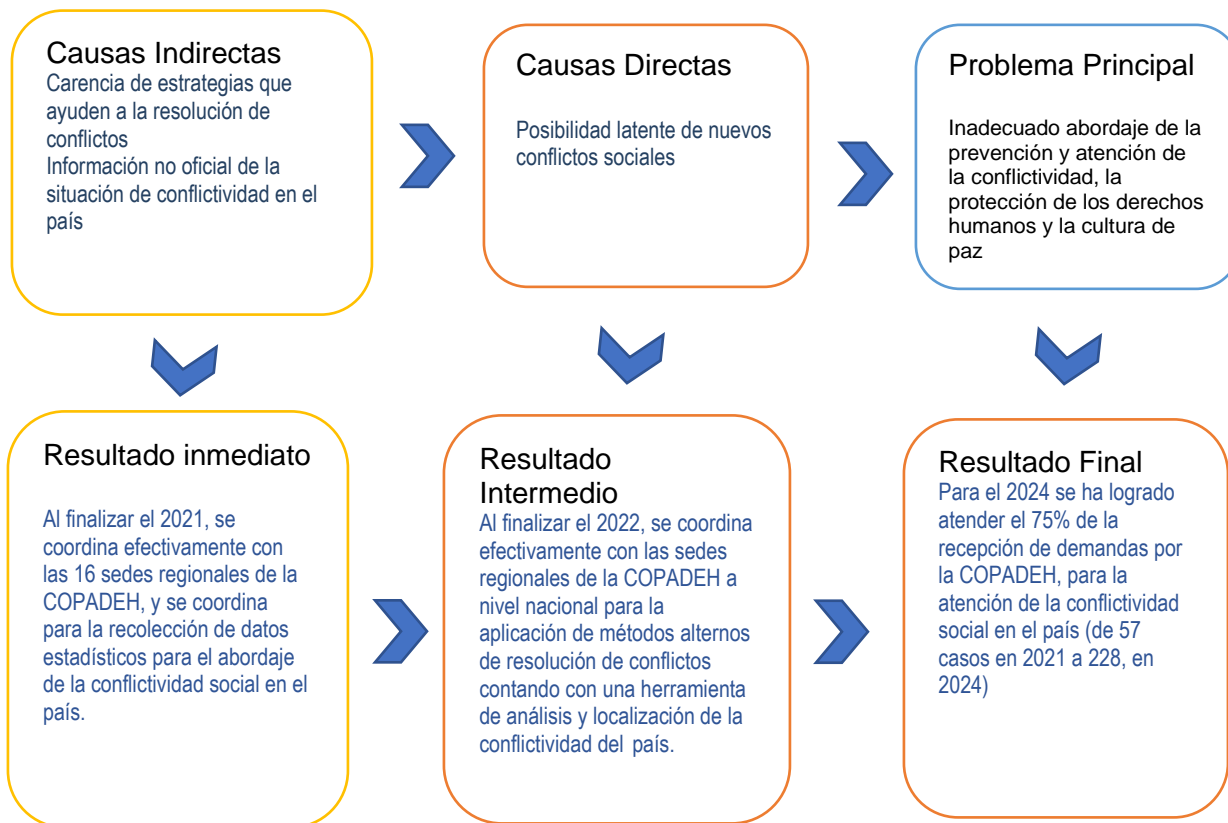 Causas Indirectas
Carencia de estrategias que
ayuden a la resolución de
conflictos
Información no oficial de la
situación de conflictividad en el
país
Causas Directas
Posibilidad latente de nuevos
conflictos sociales
Problema Principal
Inadecuado abordaje de la
prevención y atención de
la conflictividad, la
protección de los derechos
humanos y la cultura de
paz
Resultado inmediato
Al finalizar el 2021, se
coordina efectivamente con
las 16 sedes regionales de la
COPADEH, y se coordina
para la recolección de datos
estadísticos para el abordaje
de la conflictividad social en el
país.
Resultado
Intermedio
Al finalizar el 2022, se coordina
efectivamente con las sedes
regionales de la COPADEH a
nivel nacional para la
aplicación de métodos alternos
de resolución de conflictos
contando con una herramienta
de análisis y localización de la
conflictividad del país.
Resultado Final
Para el 2024 se ha logrado
atender el 75% de la
recepción de demandas por
la COPADEH, para la
atención de la conflictividad
social en el país (de 57
casos en 2021 a 228, en
2024)